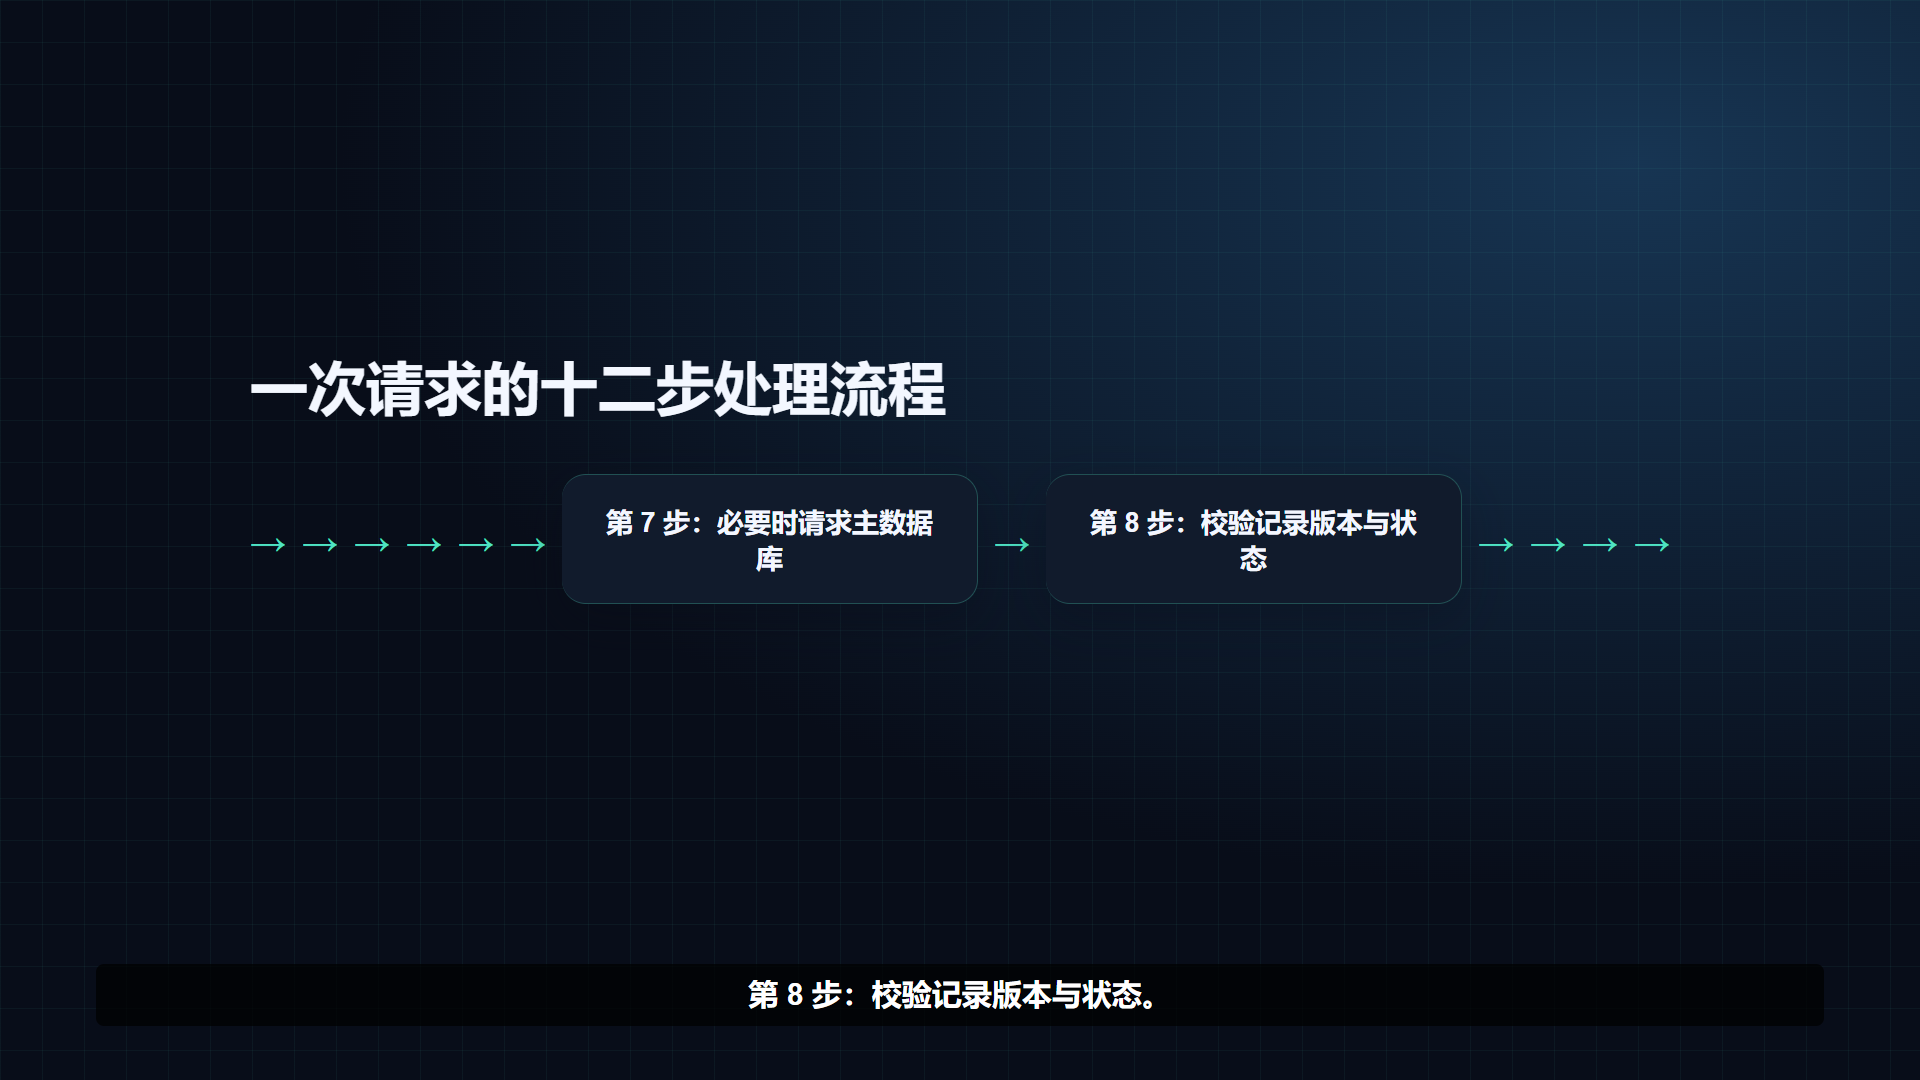 一次请求的十二步处理流程
→ → → → → → 第 7 步：必要时请求主数据
库
→ 第 8 步：校验记录版本与状
态
→ → → →
第 8 步：校验记录版本与状态。